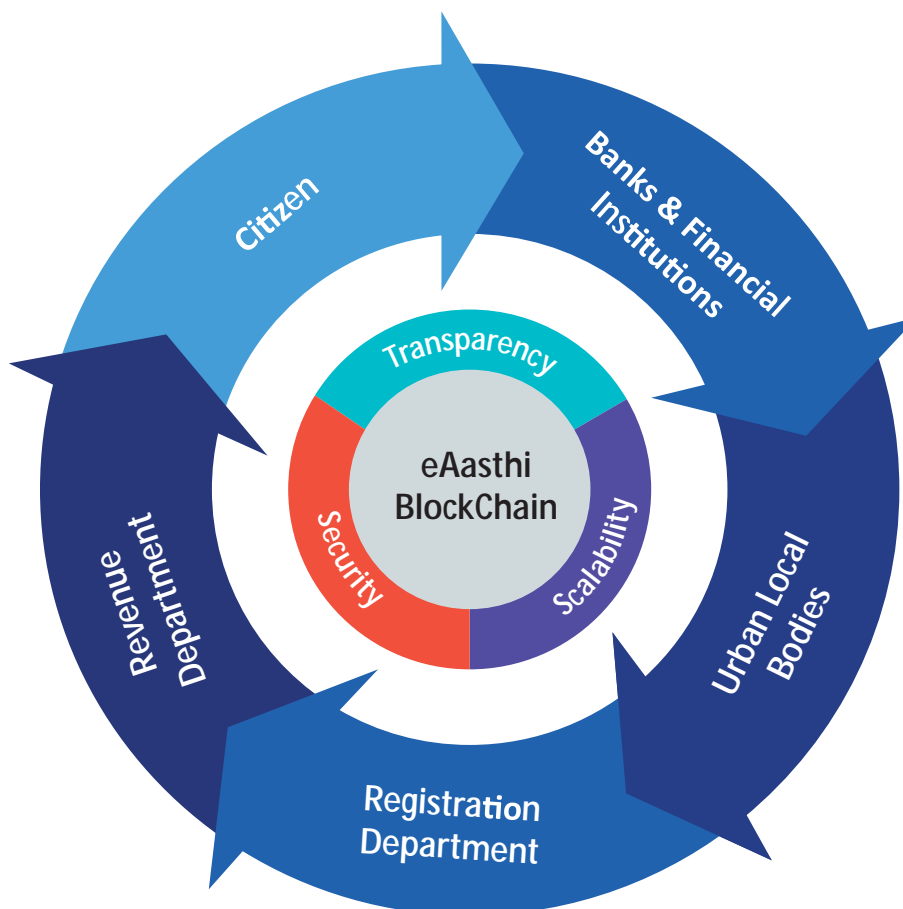 Citizen
Banks & Financial
Institutions
Transparency
eAasthi
BlockChain
Security
Scalability
Revenue
Department
Urban Local
Bodies
Registration
Department